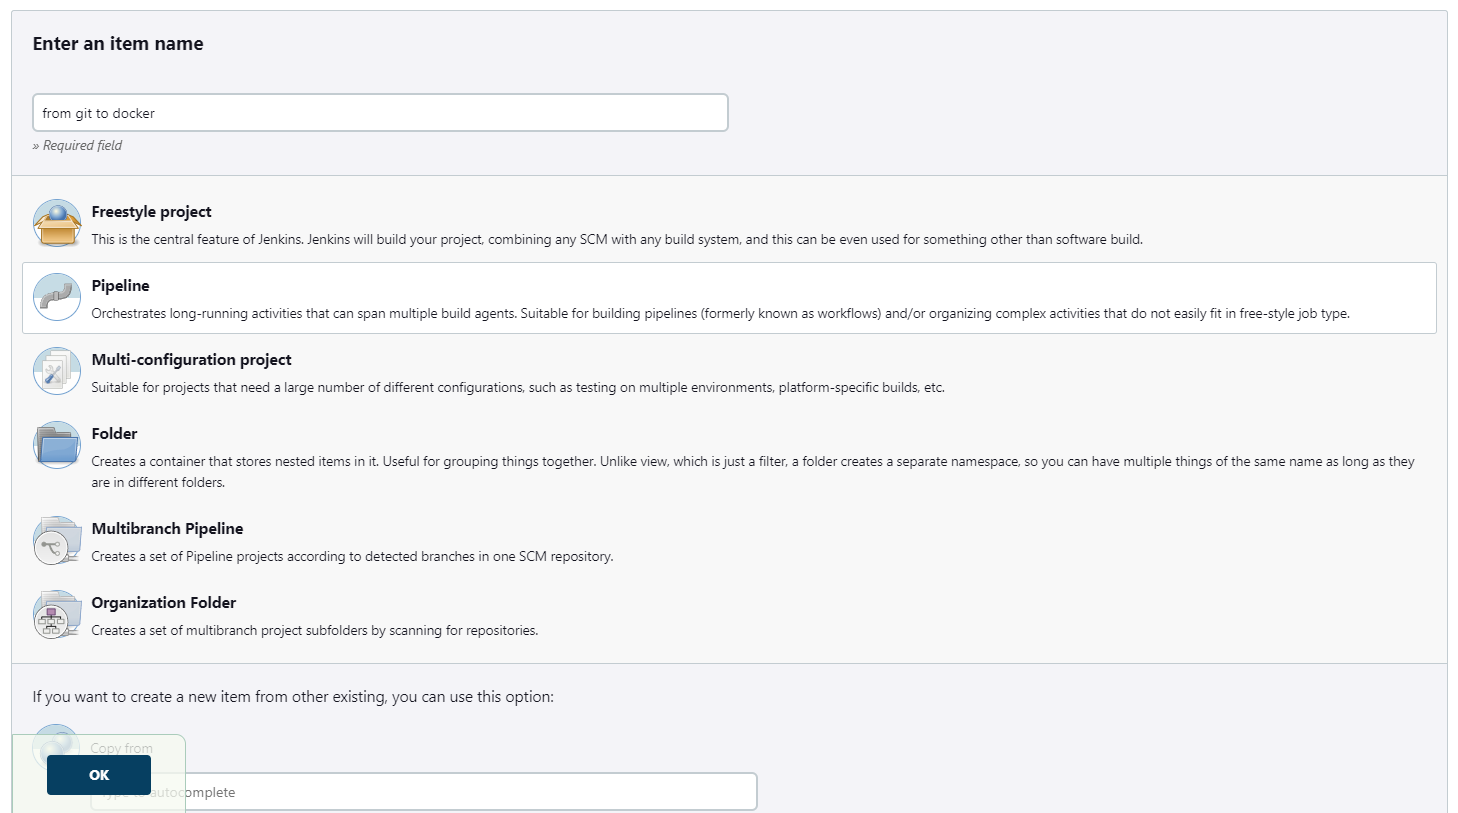 Enter an item name
from git to docker
» Required field
Freestyle project
This is the central feature of Jenkins. Jenkins will build your project, combining any SCM with any build system, and this can be even used for something other than software build.
Pipeline
Orchestrates long-running activities that can span multiple build agents. Suitable for building pipelines (formerly known as workflows) and/or organizing complex activities that do not easily fit in free-style job type.
Multi-configuration project
Suitable for projects that need a large number of different configurations, such as testing on multiple environments, platform-specific builds, etc.
Folder
Creates a container that stores nested items in it. Useful for grouping things together. Unlike view, which is just a filter, a folder creates a separate namespace, so you can have multiple things of the same name as long as they
are in different folders.
Multibranch Pipeline
Creates a set of Pipeline projects according to detected branches in one SCM repository.
Organization Folder
Creates a set of multibranch project subfolders by scanning for repositories.
If you want to create a new item from other existing, you can use this option:
Copy from
OK
Type to autocomplete